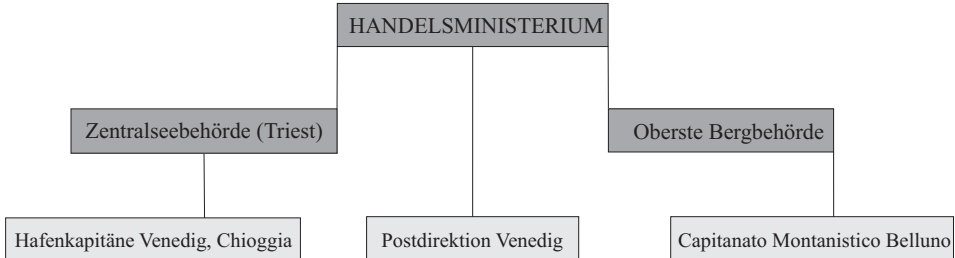 HANDELSMINISTERIUM
Zentralseebehörde (Triest)
Oberste Bergbehörde
Hafenkapitäne Venedig, Chioggia
Postdirektion Venedig
Capitanato Montanistico Belluno